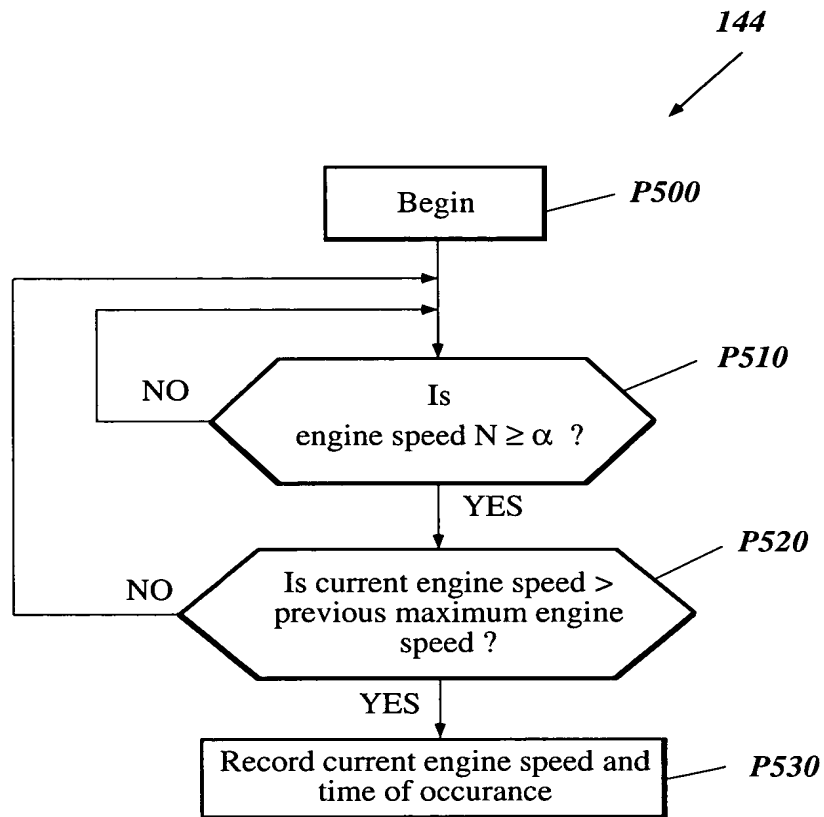 144
Begin
P500
P510
NO
Is
engine speed N ≥ α ?
YES
P520
NO
Is current engine speed >
previous maximum engine
speed ?
YES
Record current engine speed and
time of occurance
P530